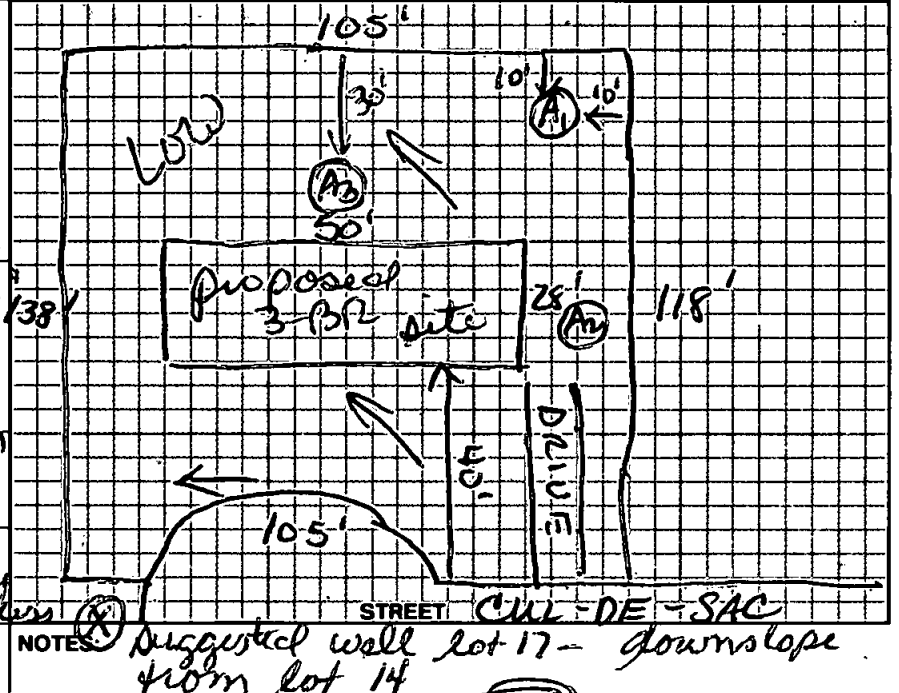 105'
10'
30'
A1
10'
LOW
A3
50'
proposed
28'
3-BR
site
A2
138'
118'
40'
DRIVE
105'
STREET CUL-DE-SAC
X
NOTES: Suggested well lot 17 - downslope
from lot 14